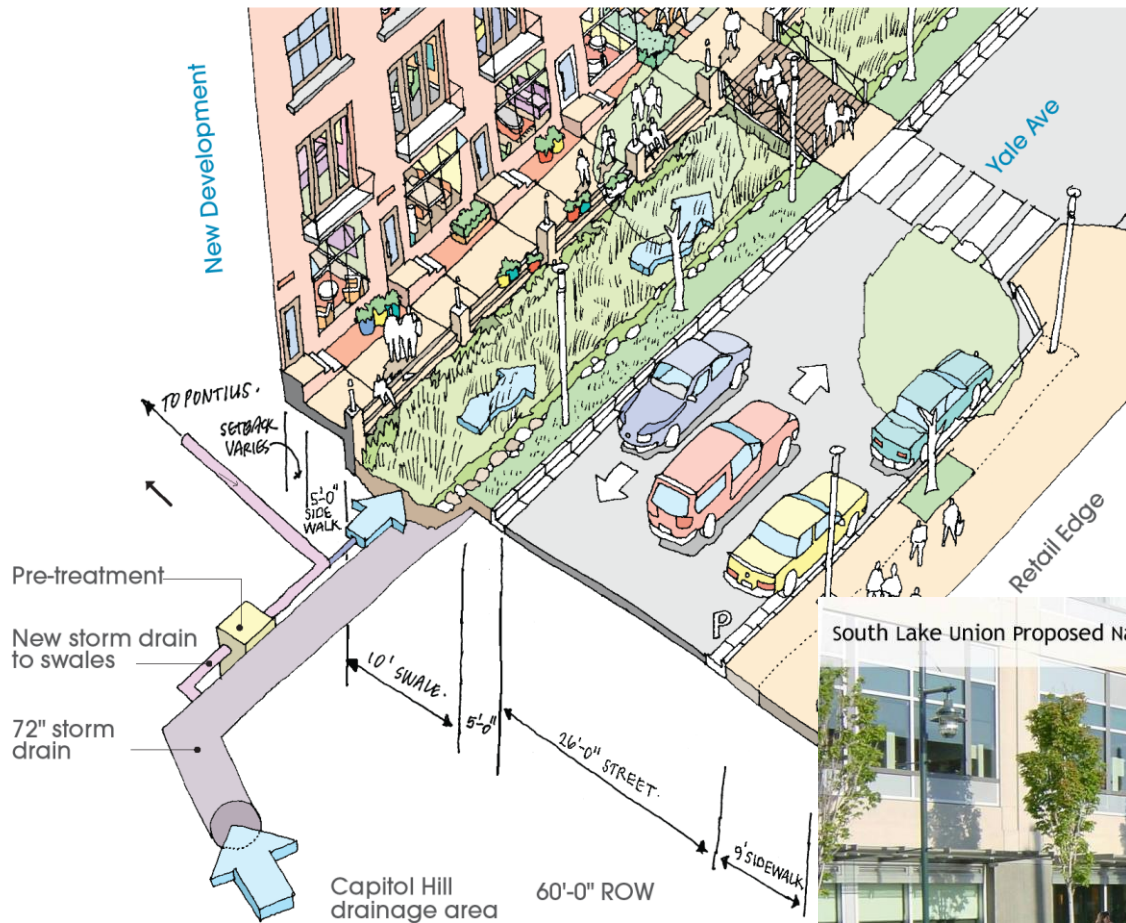 New Development
Yale Ave
TO PONTIUS.
SETBACK
VARIES
5'-0"
SIDE
WALK
Pre-treatment
New storm drain
to swales
72" storm
drain
10' SWALE.
5'-0"
26'-0" STREET.
9' SIDEWALK
P
Retail Edge
Capitol Hill
drainage area
60'-0" ROW
South Lake Union Proposed Na